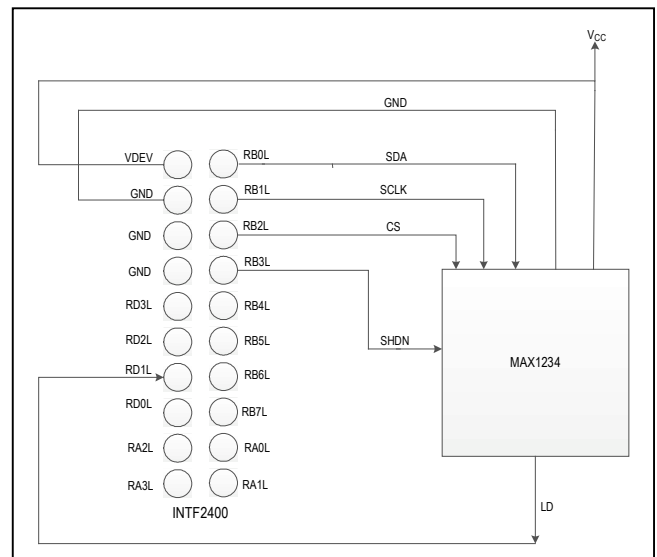 VCC
GND
VDEV
RB0L
SDA
GND
RB1L
SCLK
GND
RB2L
CS
GND
RB3L
RD3L
RB4L
RD2L
RB5L
SHDN
MAX1234
RD1L
RB6L
RD0L
RB7L
RA2L
RA0L
RA3L
RA1L
LD
INTF2400